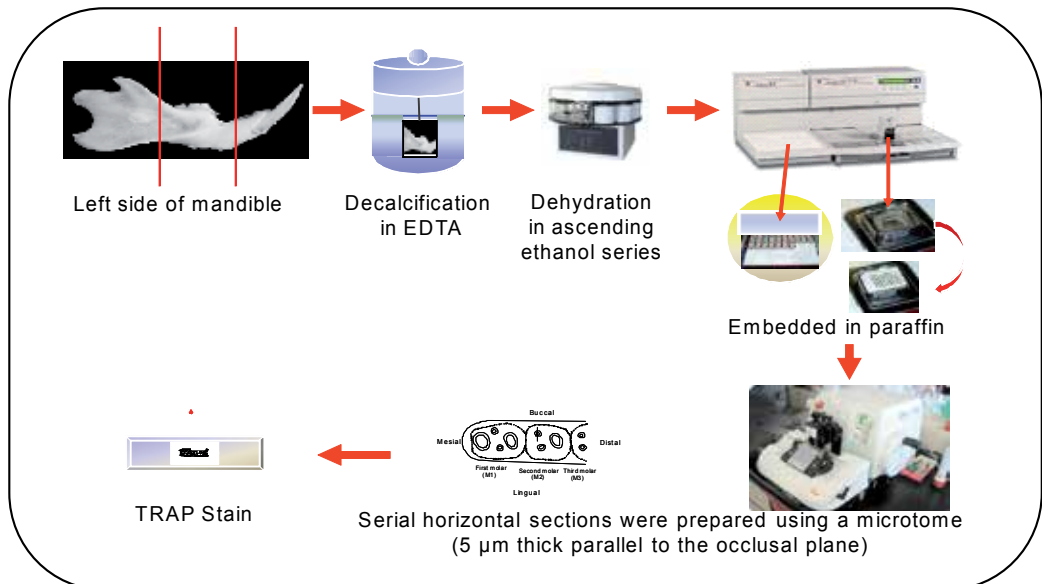 Left side of mandible
Decalcification
in EDTA
Dehydration
in ascending
ethanol series
Embedded in paraffin
Buccal
Mesial
Distal
First molar
(M1)
Second molar
(M2)
Third molar
(M3)
Lingual
TRAP Stain
Serial horizontal sections were prepared using a microtome
(5 µm thick parallel to the occlusal plane)